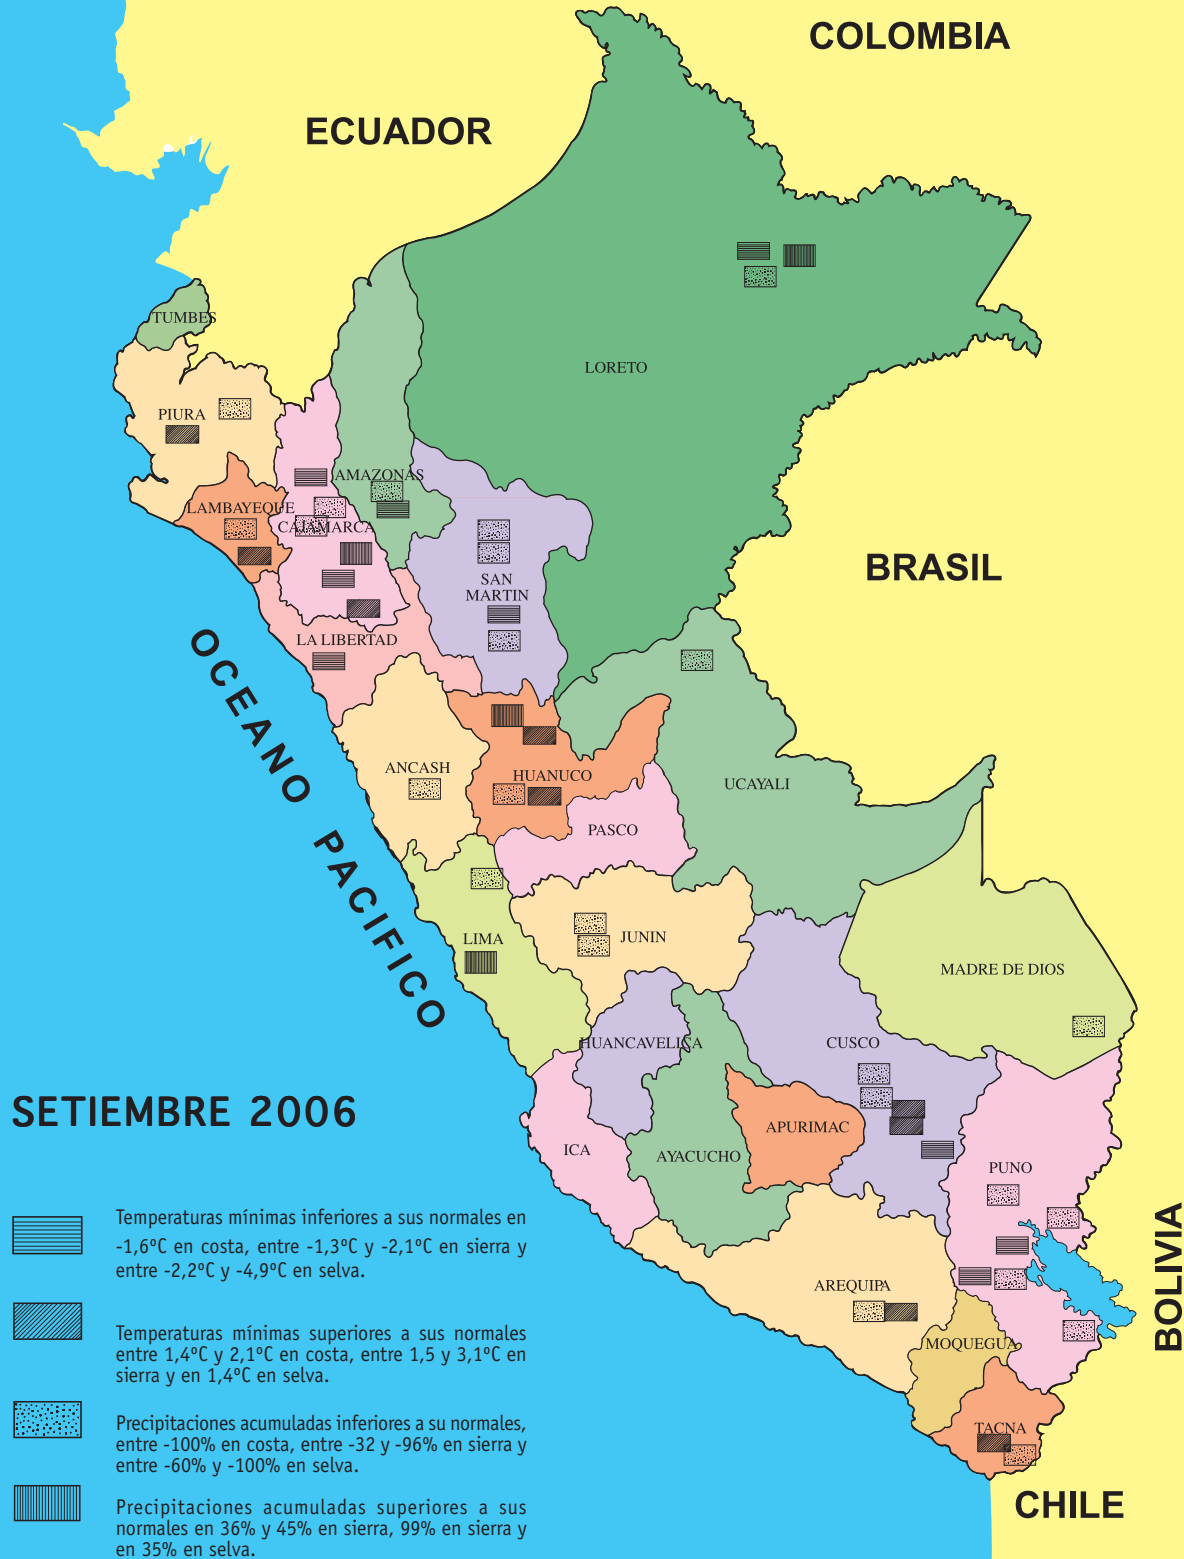 COLOMBIA
ECUADOR
TUMBES
LORETO
PIURA
AMAZONAS
LAMBAYEQUE
CAJAMARCA
BRASIL
SAN
MARTIN
LA LIBERTAD
OCEANO PACIFICO
ANCASH
HUANUCO
UCAYALI
PASCO
LIMA
JUNIN
MADRE DE DIOS
HUANCAVELICA
CUSCO
SETIEMBRE 2006
APURIMAC
ICA
AYACUCHO
PUNO
BOLIVIA
AREQUIPA
MOQUEGUA
TACNA
CHILE
Temperaturas mínimas inferiores a sus normales en
-1,6ºC en costa, entre -1,3ºC y -2,1ºC en sierra y
entre -2,2ºC y -4,9ºC en selva.
Temperaturas mínimas superiores a sus normales
entre 1,4ºC y 2,1ºC en costa, entre 1,5 y 3,1ºC en
sierra y en 1,4ºC en selva.
Precipitaciones acumuladas inferiores a su normales,
entre -100% en costa, entre -32 y -96% en sierra y
entre -60% y -100% en selva.
Precipitaciones acumuladas superiores a sus
normales en 36% y 45% en sierra, 99% en sierra y
en 35% en selva.